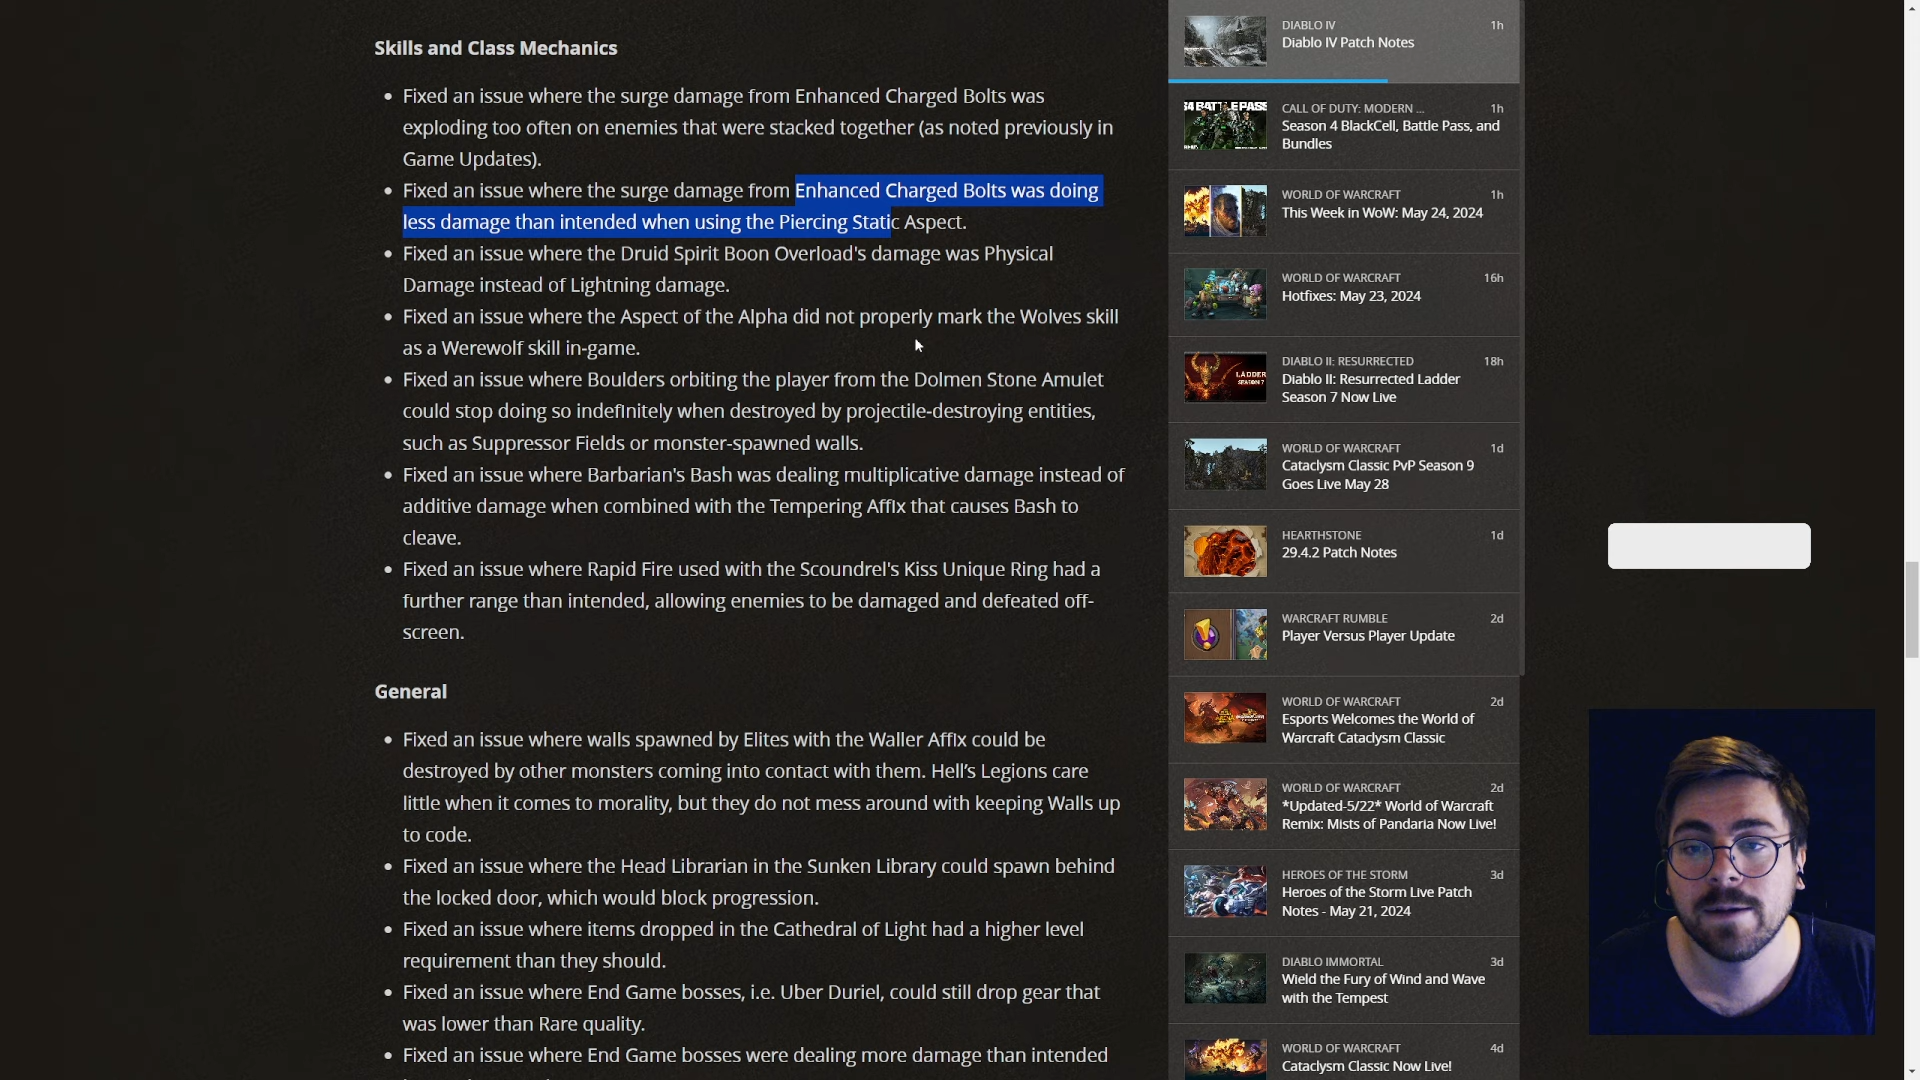 Skills and Class Mechanics
Fixed an issue where the surge damage from Enhanced Charged Bolts was
exploding too often on enemies that were stacked together (as noted previously in
Game Updates).
Fixed an issue where the surge damage from Enhanced Charged Bolts was doing
less damage than intended when using the Piercing Static Aspect.
Fixed an issue where the Druid Spirit Boon Overload's damage was Physical
Damage instead of Lightning damage.
Fixed an issue where the Aspect of the Alpha did not properly mark the Wolves skill
as a Werewolf skill in-game.
Fixed an issue where Boulders orbiting the player from the Dolmen Stone Amulet
could stop doing so indefinitely when destroyed by projectile-destroying entities,
such as Suppressor Fields or monster-spawned walls.
Fixed an issue where Barbarian's Bash was dealing multiplicative damage instead of
additive damage when combined with the Tempering Affix that causes Bash to
cleave.
Fixed an issue where Rapid Fire used with the Scoundrel's Kiss Unique Ring had a
further range than intended, allowing enemies to be damaged and defeated off-
screen.
General
Fixed an issue where walls spawned by Elites with the Waller Affix could be
destroyed by other monsters coming into contact with them. Hell’s Legions care
little when it comes to morality, but they do not mess around with keeping Walls up
to code.
Fixed an issue where the Head Librarian in the Sunken Library could spawn behind
the locked door, which would block progression.
Fixed an issue where items dropped in the Cathedral of Light had a higher level
requirement than they should.
Fixed an issue where End Game bosses, i.e. Uber Duriel, could still drop gear that
was lower than Rare quality.
Fixed an issue where End Game bosses were dealing more damage than intended
DIABLO IV 1h
Diablo IV Patch Notes
S4 BATTLE PASS
CALL OF DUTY: MODERN ... 1h
Season 4 BlackCell, Battle Pass, and
Bundles
WORLD OF WARCRAFT 1h
This Week in WoW: May 24, 2024
WORLD OF WARCRAFT 16h
Hotfixes: May 23, 2024
LADDER
SEASON 7
DIABLO II: RESURRECTED 18h
Diablo II: Resurrected Ladder
Season 7 Now Live
WORLD OF WARCRAFT 1d
Cataclysm Classic PvP Season 9
Goes Live May 28
HEARTHSTONE 1d
29.4.2 Patch Notes
WARCRAFT RUMBLE 2d
Player Versus Player Update
WORLD OF WARCRAFT 2d
Esports Welcomes the World of
Warcraft Cataclysm Classic
WORLD OF WARCRAFT 2d
*Updated-5/22* World of Warcraft
Remix: Mists of Pandaria Now Live!
HEROES OF THE STORM 3d
Heroes of the Storm Live Patch
Notes - May 21, 2024
DIABLO IMMORTAL 3d
Wield the Fury of Wind and Wave
with the Tempest
WORLD OF WARCRAFT 4d
Cataclysm Classic Now Live!